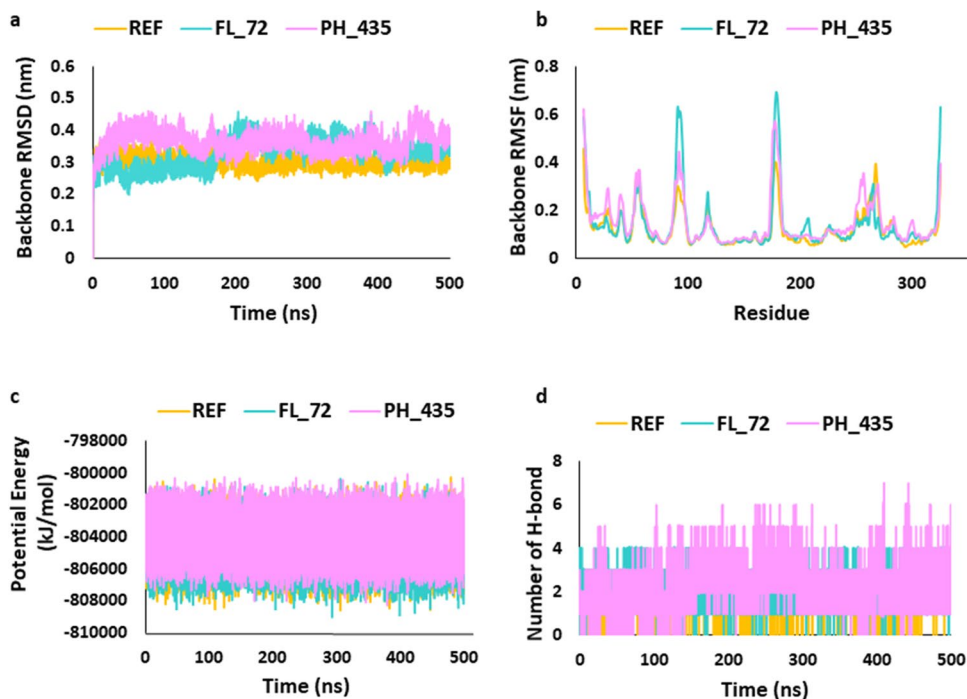 a
REF FL_72 PH_435
Backbone RMSD (nm)
0.6
0.5
0.4
0.3
0.2
0.1
0
0 100 200 300 400 500
Time (ns)
b
REF FL_72 PH_435
Backbone RMSF (nm)
0.8
0.6
0.4
0.2
0
0 100 200 300
Residue
c
REF FL_72 PH_435
Potential Energy
(kJ/mol)
-798000
-800000
-802000
-804000
-806000
-808000
-810000
0 100 200 300 400 500
Time (ns)
d
REF FL_72 PH_435
Number of H-bond
8
6
4
2
0
0 100 200 300 400 500
Time (ns)